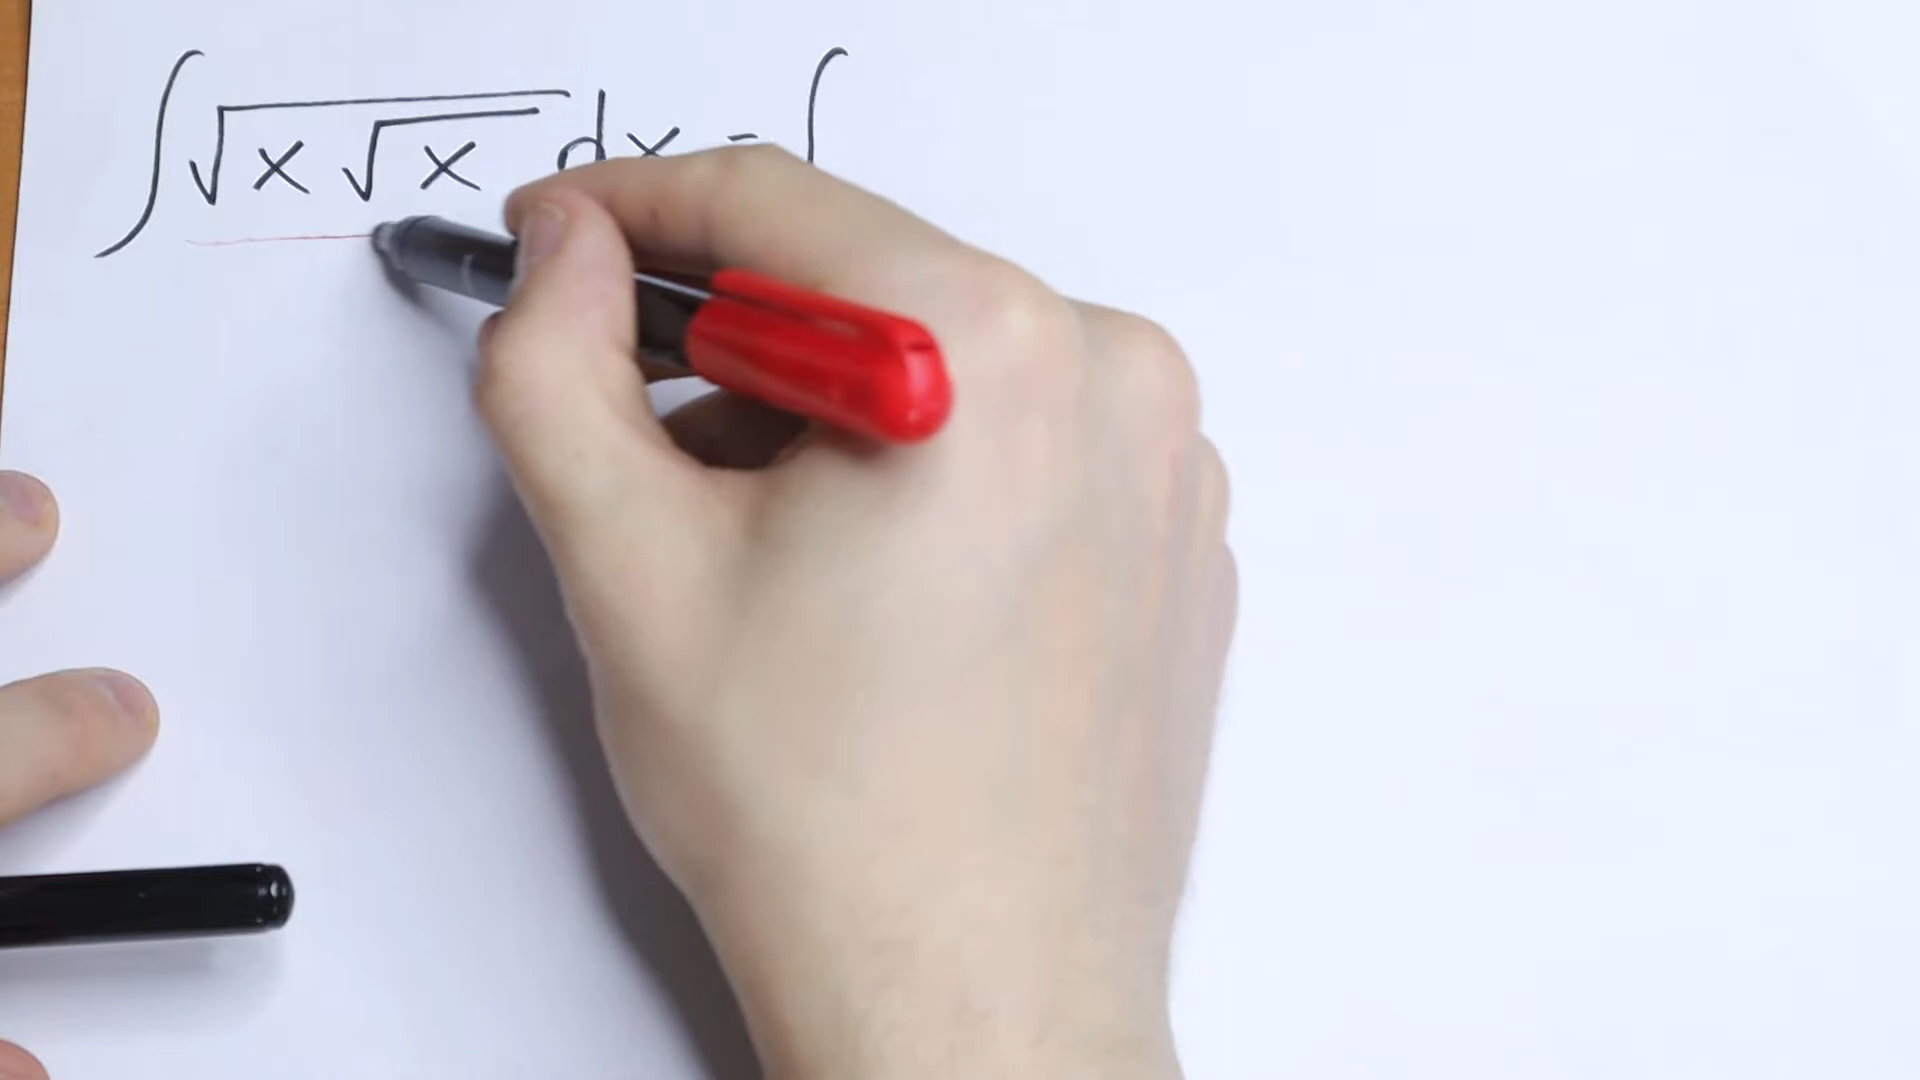 ∫√(x√x) dx = ∫